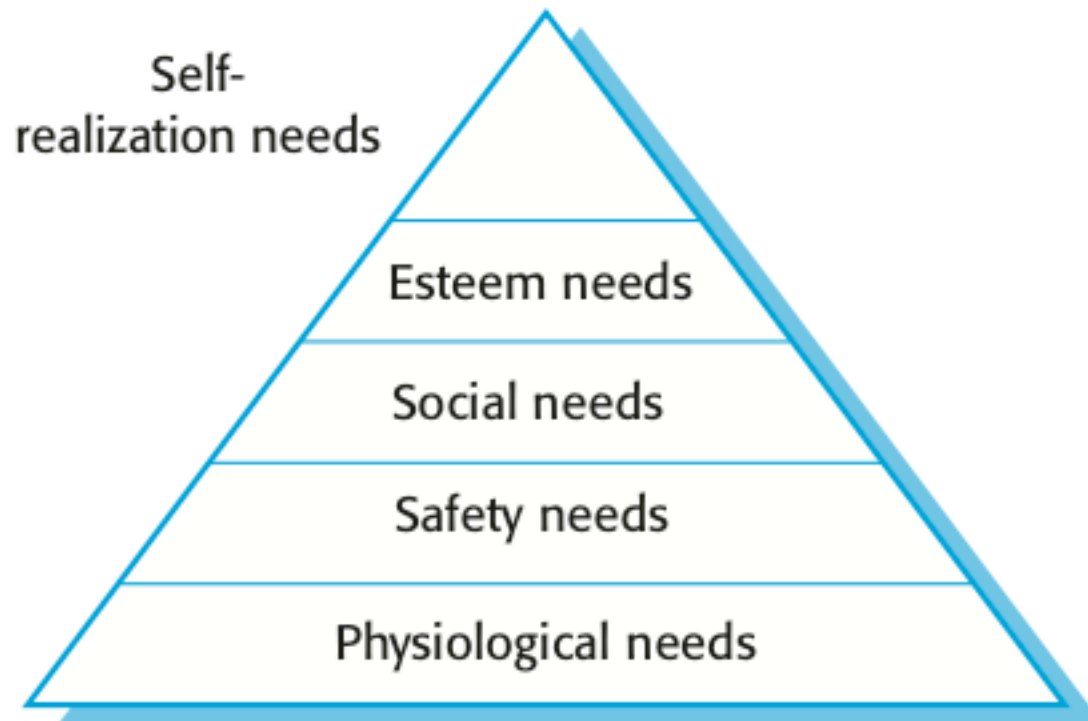 Self-
realization needs
Esteem needs
Social needs
Safety needs
Physiological needs